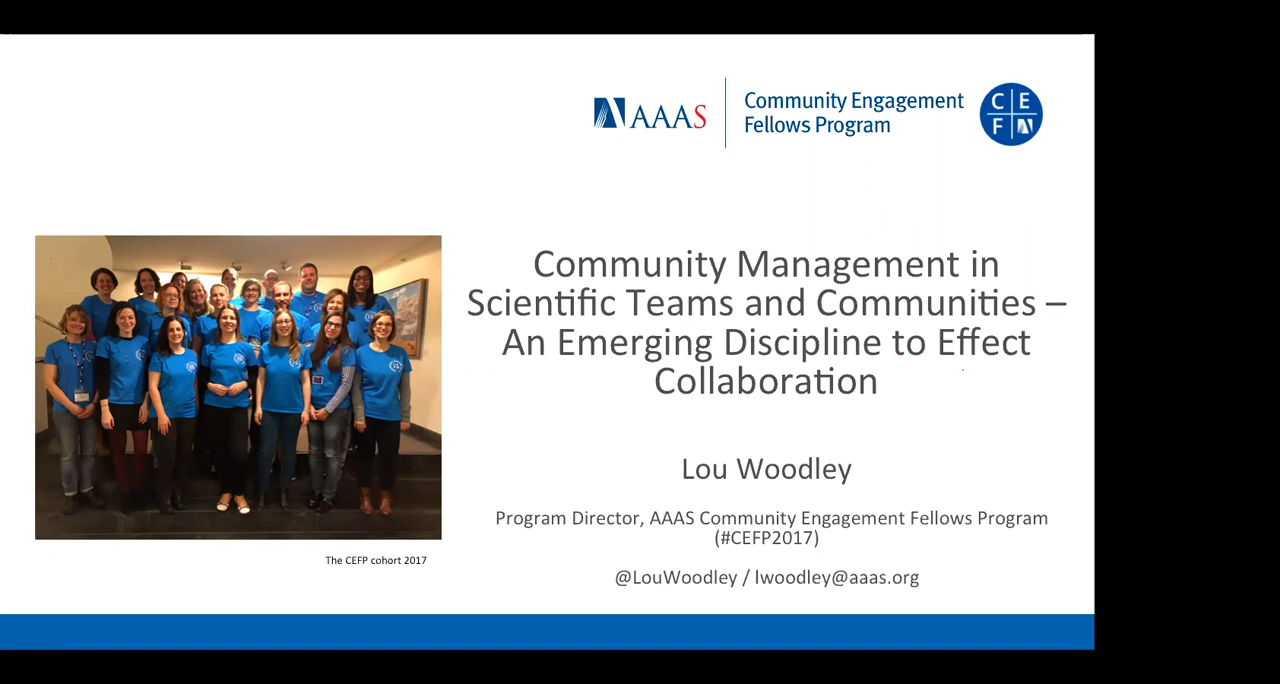 AAAS
Community Engagement
Fellows Program
C E
F
Community Management in
Scientific Teams and Communities –
An Emerging Discipline to Effect
Collaboration
Lou Woodley
Program Director, AAAS Community Engagement Fellows Program
(#CEFP2017)
@LouWoodley / lwoodley@aaas.org
The CEFP cohort 2017